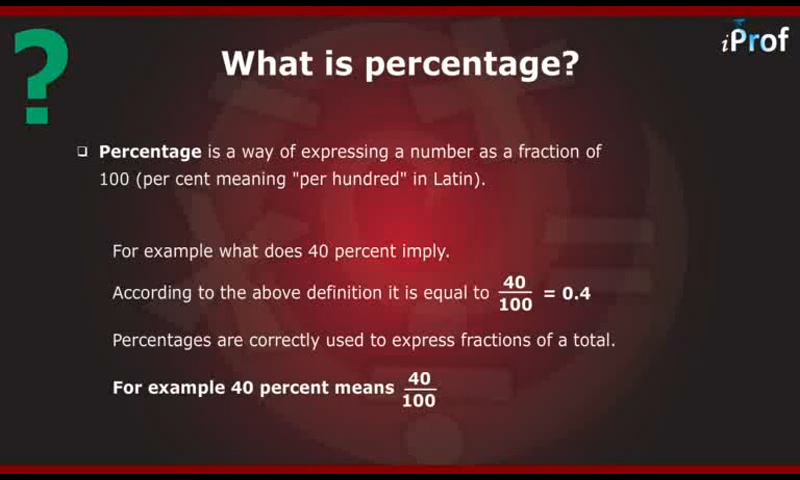 ?
iProf
What is percentage?
❑ Percentage is a way of expressing a number as a fraction of
100 (per cent meaning "per hundred" in Latin).
For example what does 40 percent imply.
According to the above definition it is equal to 40/100 = 0.4
Percentages are correctly used to express fractions of a total.
For example 40 percent means 40/100